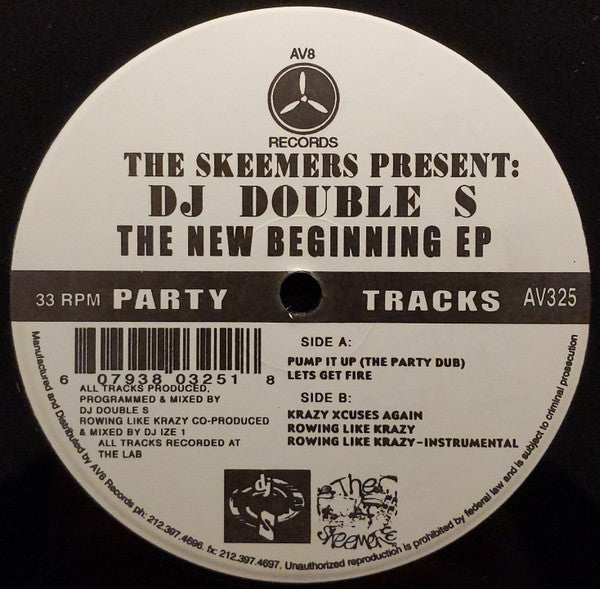 AV8
RECORDS
THE SKEEMERS PRESENT:
DJ DOUBLE S
THE NEW BEGINNING EP
33 RPM PARTY TRACKS AV325
6 07938 03251 8
ALL TRACKS PRODUCED,
PROGRAMMED & MIXED BY
DJ DOUBLE S
ROWING LIKE KRAZY CO-PRODUCED
& MIXED BY DJ IZE 1
ALL TRACKS RECORDED AT
THE LAB
SIDE A:
PUMP IT UP (THE PARTY DUB)
LETS GET FIRE
SIDE B:
KRAZY XCUSES AGAIN
ROWING LIKE KRAZY
ROWING LIKE KRAZY-INSTRUMENTAL
dj
S
The
Skeemers
Manufactured and Distributed by AV8 Records ph: 212.397.4696. fx: 212.397.4697. Unauthorized reproduction is prohibited by federal law and is subject to criminal prosecution